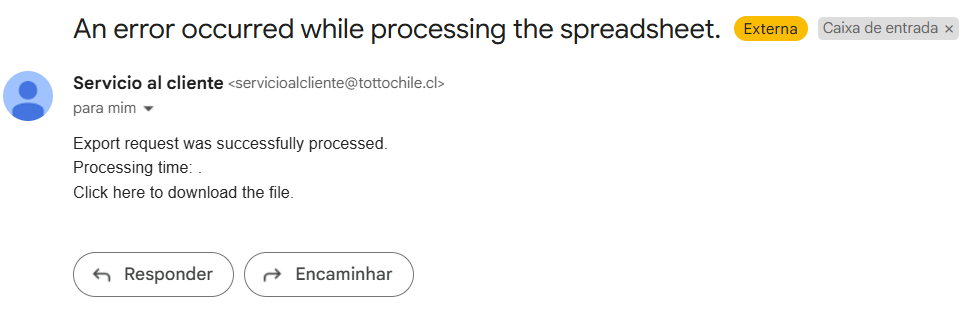 An error occurred while processing the spreadsheet. Externa Caixa de entrada ×
Servicio al cliente <servicioalcliente@tottochile.cl>
para mim
Export request was successfully processed.
Processing time: .
Click here to download the file.
Responder Encaminhar